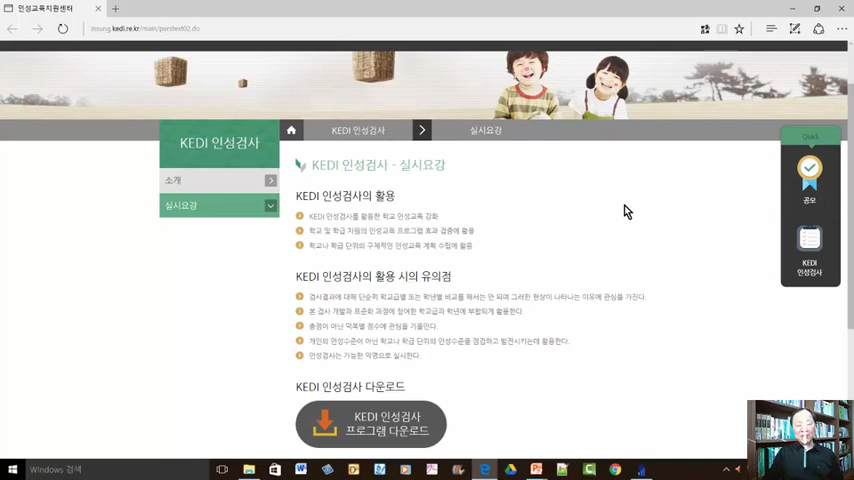 인성교육지원센터
insung.kedi.re.kr/main/perstest02.do
KEDI 인성검사
KEDI 인성검사
실시요강
소개
실시요강
KEDI 인성검사 - 실시요강
KEDI 인성검사의 활용
KEDI 인성검사를 활용한 학교 인성교육 강화
학교 및 학급 차원의 인성교육 프로그램 효과 검증에 활용
학교나 학급 단위의 구체적인 인성교육 계획 수립에 활용
KEDI 인성검사의 활용 시의 유의점
검사결과에 대해 단순히 학교급별 또는 학년별 비교를 해서는 안 되며 그러한 현상이 나타나는 이유에 관심을 가진다.
본 검사 개발과 표준화 과정에 참여한 학교급과 학년에 부합되게 활용한다.
총점이 아닌 덕목별 점수에 관심을 기울인다.
개인의 인성수준이 아닌 학교나 학급 단위의 인성수준을 점검하고 발전시키는데 활용한다.
인성검사는 가능한 익명으로 실시한다.
KEDI 인성검사 다운로드
KEDI 인성검사
프로그램 다운로드
Quick
공모
KEDI
인성검사
Windows 검색